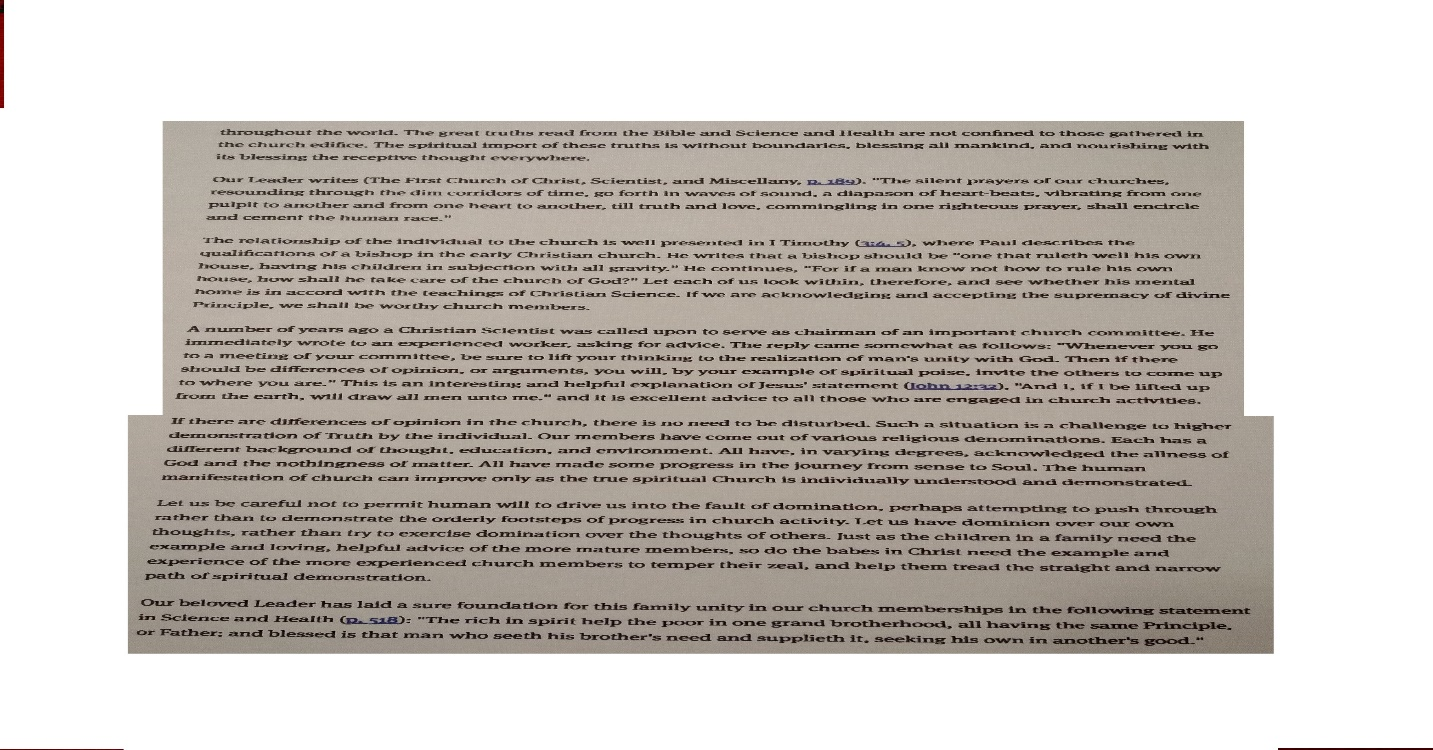 throughout the world. The great truths read from the Bible and Science and Health are not confined to those gathered in
the church edifice. The spiritual import of these truths is without boundaries, blessing all mankind, and nourishing with
its blessing the receptive thought everywhere.
Our Leader writes (The First Church of Christ, Scientist, and Miscellany, p. 189). "The silent prayers of our churches,
resounding through the dim corridors of time, go forth in waves of sound, a diapason of heart-beats, vibrating from one
pulpit to another and from one heart to another, till truth and love, commingling in one righteous prayer, shall encircle
and cement the human race."
The relationship of the individual to the church is well presented in I Timothy (3:4, 5), where Paul describes the
qualifications of a bishop in the early Christian church. He writes that a bishop should be "one that ruleth well his own
house, having his children in subjection with all gravity." He continues, "For if a man know not how to rule his own
house, how shall he take care of the church of God?" Let each of us look within, therefore, and see whether his mental
home is in accord with the teachings of Christian Science. If we are acknowledging and accepting the supremacy of divine
Principle, we shall be worthy church members.
A number of years ago a Christian Scientist was called upon to serve as chairman of an important church committee. He
immediately wrote to an experienced worker, asking for advice. The reply came somewhat as follows: "Whenever you go
to a meeting of your committee, be sure to lift your thinking to the realization of man's unity with God. Then if there
should be differences of opinion, or arguments, you will, by your example of spiritual poise, invite the others to come up
to where you are." This is an interesting and helpful explanation of Jesus' statement (John 12:32), "And I, if I be lifted up
from the earth, will draw all men unto me." and it is excellent advice to all those who are engaged in church activities.
If there are differences of opinion in the church, there is no need to be disturbed. Such a situation is a challenge to higher
demonstration of Truth by the individual. Our members have come out of various religious denominations. Each has a
different background of thought, education, and environment. All have, in varying degrees, acknowledged the allness of
God and the nothingness of matter. All have made some progress in the journey from sense to Soul. The human
manifestation of church can improve only as the true spiritual Church is individually understood and demonstrated.
Let us be careful not to permit human will to drive us into the fault of domination, perhaps attempting to push through
rather than to demonstrate the orderly footsteps of progress in church activity. Let us have dominion over our own
thoughts, rather than try to exercise domination over the thoughts of others. Just as the children in a family need the
example and loving, helpful advice of the more mature members, so do the babes in Christ need the example and
experience of the more experienced church members to temper their zeal, and help them tread the straight and narrow
path of spiritual demonstration.
Our beloved Leader has laid a sure foundation for this family unity in our church memberships in the following statement
in Science and Health (p. 518): "The rich in spirit help the poor in one grand brotherhood, all having the same Principle,
or Father; and blessed is that man who seeth his brother's need and supplieth it, seeking his own in another's good."